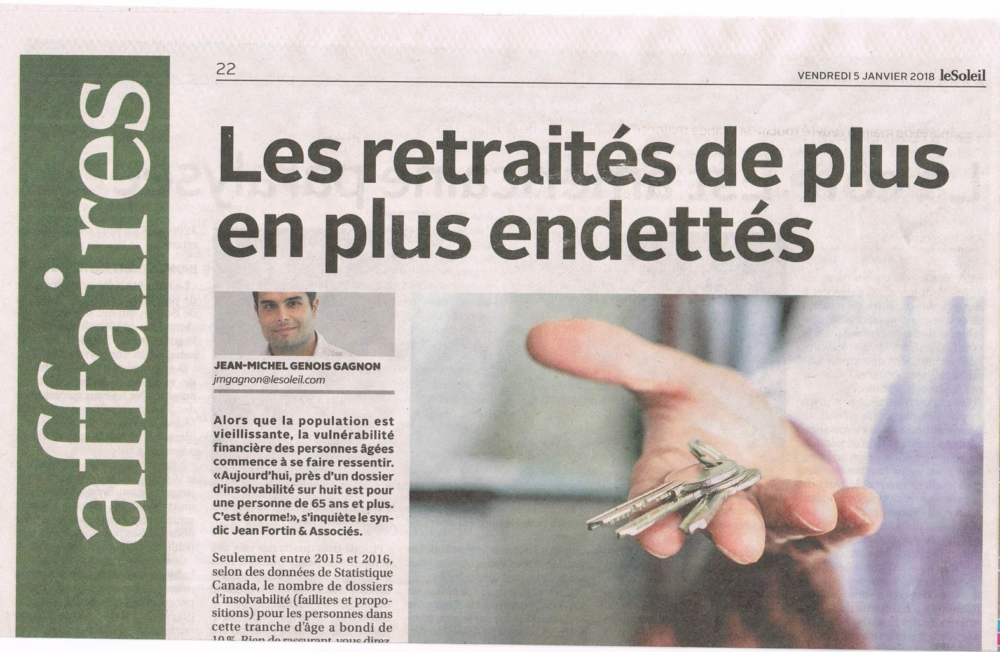 affaires
22
VENDREDI 5 JANVIER 2018 leSoleil
Les retraités de plus
en plus endettés
JEAN-MICHEL GENOIS GAGNON
jmgagnon@lesoleil.com
Alors que la population est
vieillissante, la vulnérabilité
financière des personnes âgées
commence à se faire ressentir.
«Aujourd'hui, près d'un dossier
d'insolvabilité sur huit est pour
une personne de 65 ans et plus.
C'est énorme!», s'inquiète le syn-
dic Jean Fortin & Associés.
Seulement entre 2015 et 2016,
selon des données de Statistique
Canada, le nombre de dossiers
d'insolvabilité (faillites et propo-
sitions) pour les personnes dans
cette tranche d'âge a bondi de
10 %. Rien de rassurant, vous direz,